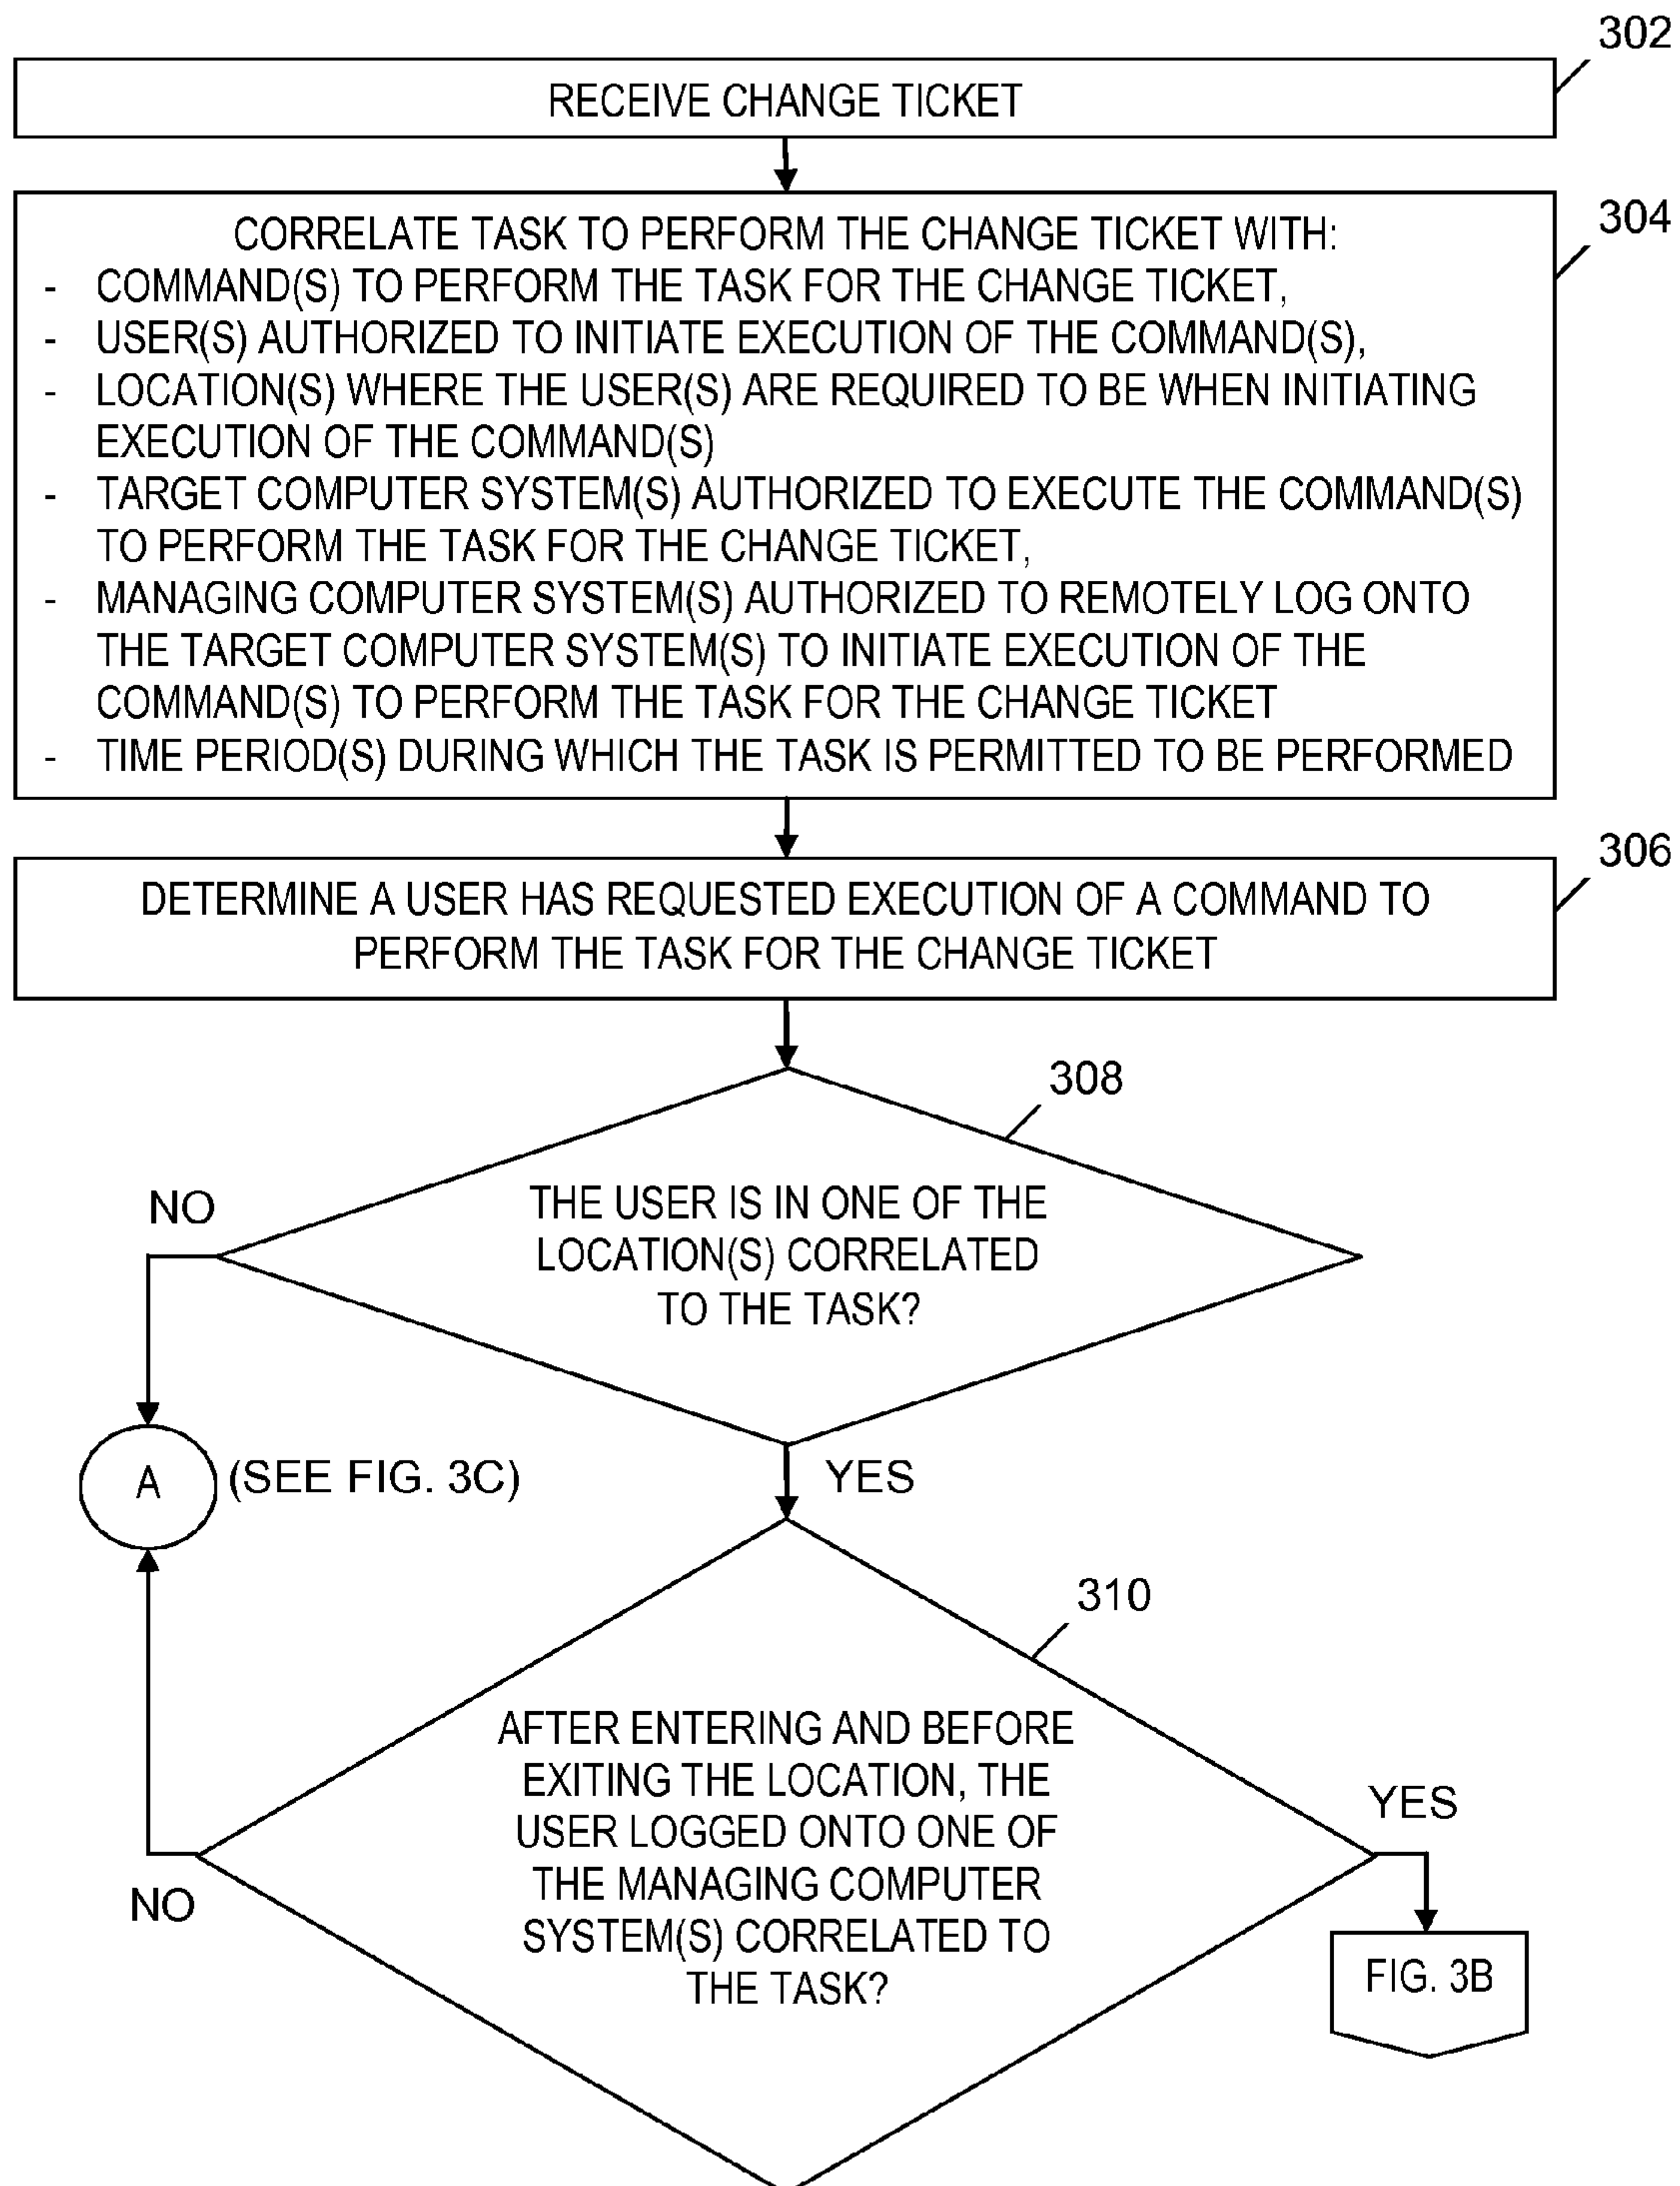 302
RECEIVE CHANGE TICKET
304
CORRELATE TASK TO PERFORM THE CHANGE TICKET WITH:
- COMMAND(S) TO PERFORM THE TASK FOR THE CHANGE TICKET,
- USER(S) AUTHORIZED TO INITIATE EXECUTION OF THE COMMAND(S),
- LOCATION(S) WHERE THE USER(S) ARE REQUIRED TO BE WHEN INITIATING
EXECUTION OF THE COMMAND(S)
- TARGET COMPUTER SYSTEM(S) AUTHORIZED TO EXECUTE THE COMMAND(S)
TO PERFORM THE TASK FOR THE CHANGE TICKET,
- MANAGING COMPUTER SYSTEM(S) AUTHORIZED TO REMOTELY LOG ONTO
THE TARGET COMPUTER SYSTEM(S) TO INITIATE EXECUTION OF THE
COMMAND(S) TO PERFORM THE TASK FOR THE CHANGE TICKET
- TIME PERIOD(S) DURING WHICH THE TASK IS PERMITTED TO BE PERFORMED
306
DETERMINE A USER HAS REQUESTED EXECUTION OF A COMMAND TO
PERFORM THE TASK FOR THE CHANGE TICKET
308
NO
THE USER IS IN ONE OF THE
LOCATION(S) CORRELATED
TO THE TASK?
A
(SEE FIG. 3C)
YES
310
AFTER ENTERING AND BEFORE
EXITING THE LOCATION, THE
USER LOGGED ONTO ONE OF
THE MANAGING COMPUTER
SYSTEM(S) CORRELATED TO
THE TASK?
YES
NO
FIG. 3B